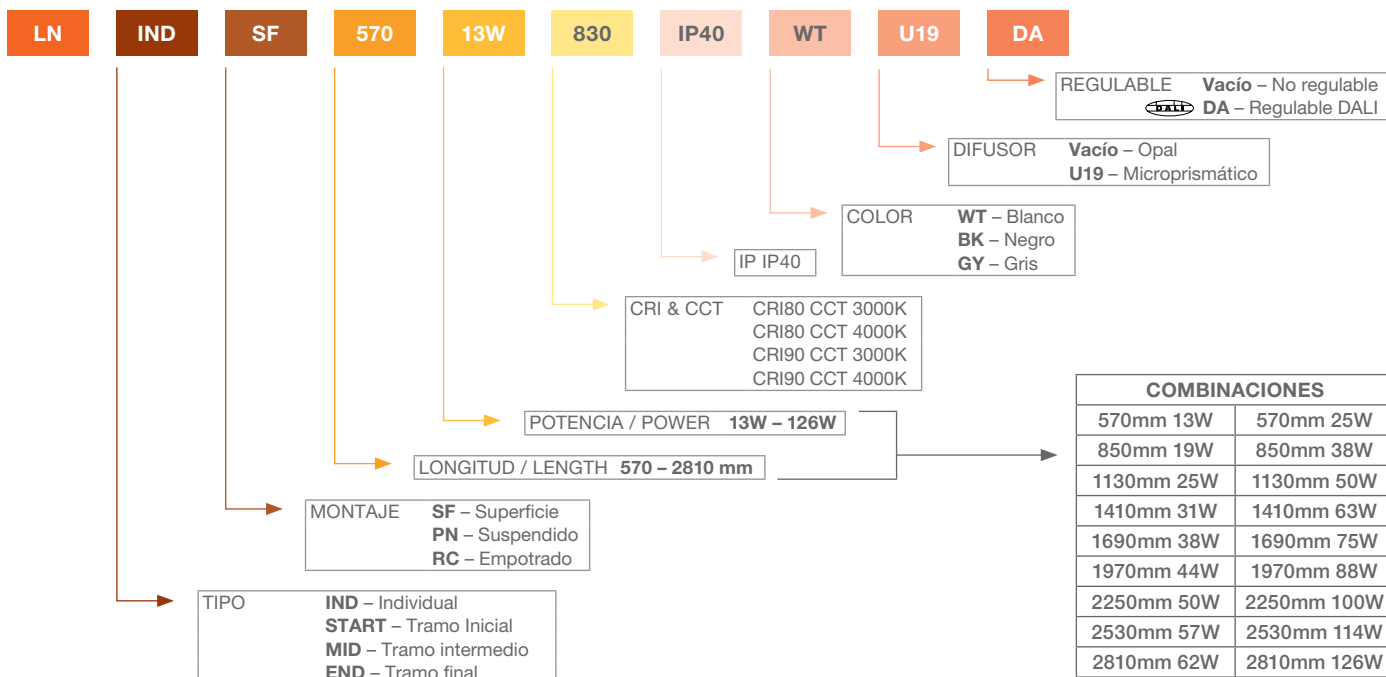 LN IND SF 570 13W 830 IP40 WT U19 DA
REGULABLE Vacío – No regulable
DALI DA – Regulable DALI
DIFUSOR Vacío – Opal
U19 – Microprismático
COLOR WT – Blanco
BK – Negro
GY – Gris
IP IP40
CRI & CCT CRI80 CCT 3000K
CRI80 CCT 4000K
CRI90 CCT 3000K
CRI90 CCT 4000K
POTENCIA / POWER 13W – 126W
LONGITUD / LENGTH 570 – 2810 mm
MONTAJE SF – Superficie
PN – Suspendido
RC – Empotrado
TIPO IND – Individual
START – Tramo Inicial
MID – Tramo intermedio
END – Tramo final
COMBINACIONES
570mm 13W 570mm 25W
850mm 19W 850mm 38W
1130mm 25W 1130mm 50W
1410mm 31W 1410mm 63W
1690mm 38W 1690mm 75W
1970mm 44W 1970mm 88W
2250mm 50W 2250mm 100W
2530mm 57W 2530mm 114W
2810mm 62W 2810mm 126W